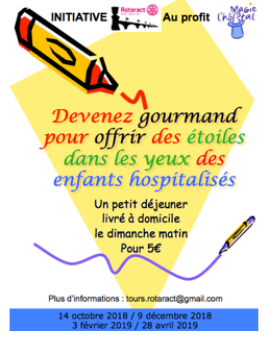 INITIATIVE Rotaract Au profit Magie
l'hôpital
Devenez gourmand
pour offrir des étoiles
dans les yeux des
enfants hospitalisés
Un petit déjeuner
livré à domicile
le dimanche matin
Pour 5€
Plus d'informations : tours.rotaract@gmail.com
14 octobre 2018 / 9 décembre 2018
3 février 2019 / 28 avril 2019